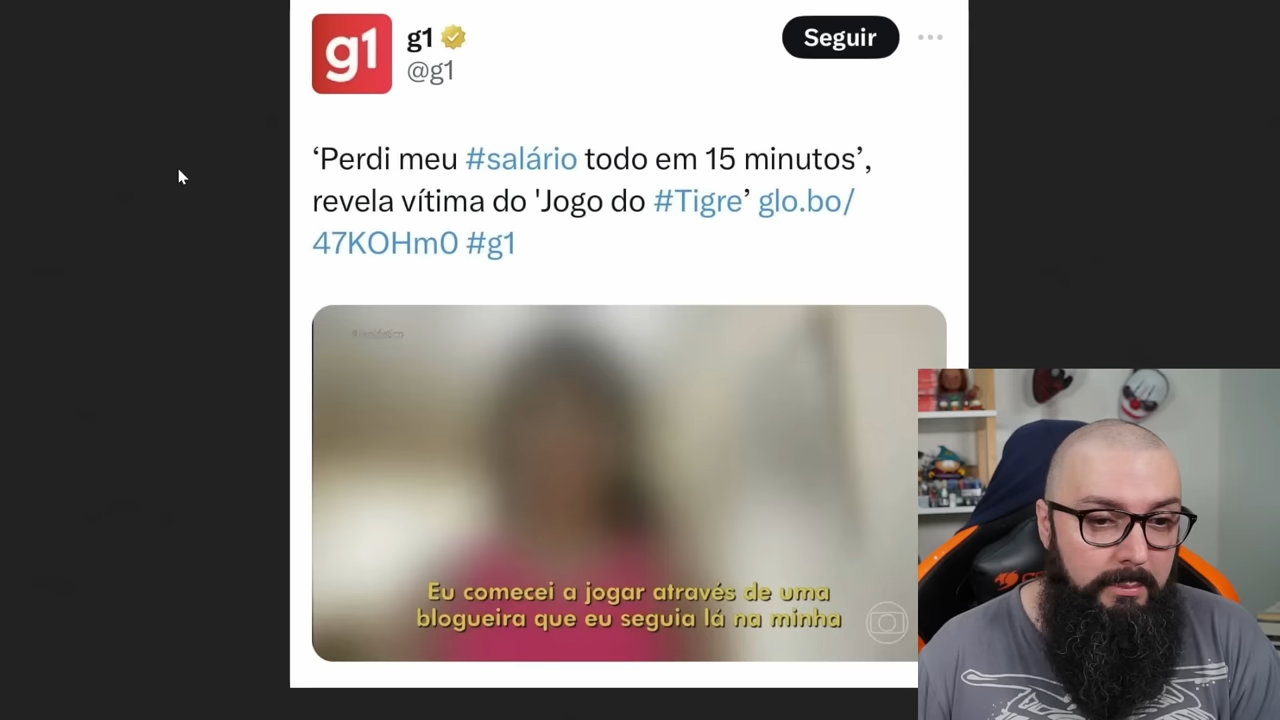 g1
g1
Seguir
@g1
‘Perdi meu #salário todo em 15 minutos’,
revela vítima do 'Jogo do #Tigre’ glo.bo/
47KOHm0 #g1
Eu comecei a jogar através de uma
blogueira que eu seguia lá na minha